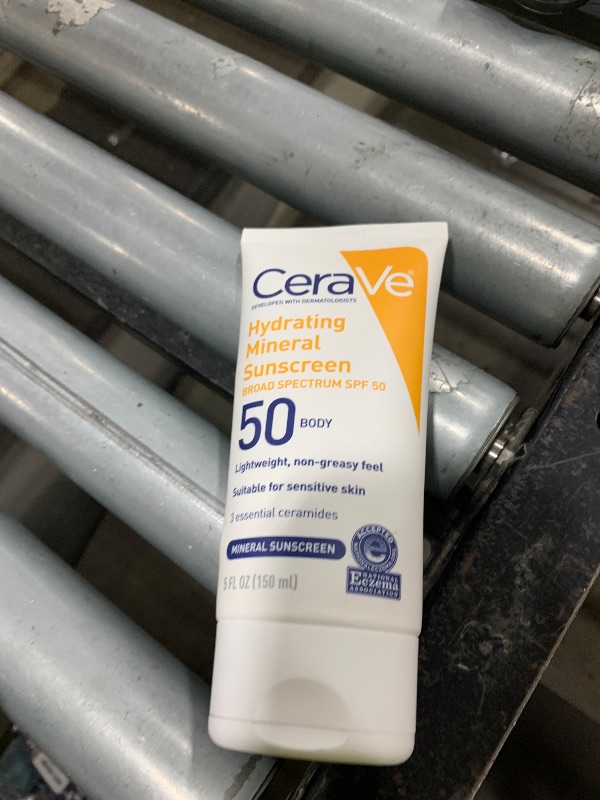 CeraVe®
DEVELOPED WITH DERMATOLOGISTS
Hydrating
Mineral
Sunscreen
BROAD SPECTRUM SPF 50
50 BODY
Lightweight, non-greasy feel
Suitable for sensitive skin
3 essential ceramides
MINERAL SUNSCREEN
5 FL OZ (150 mL)
ACCEPTED
NATIONAL
Eczema
ASSOCIATION